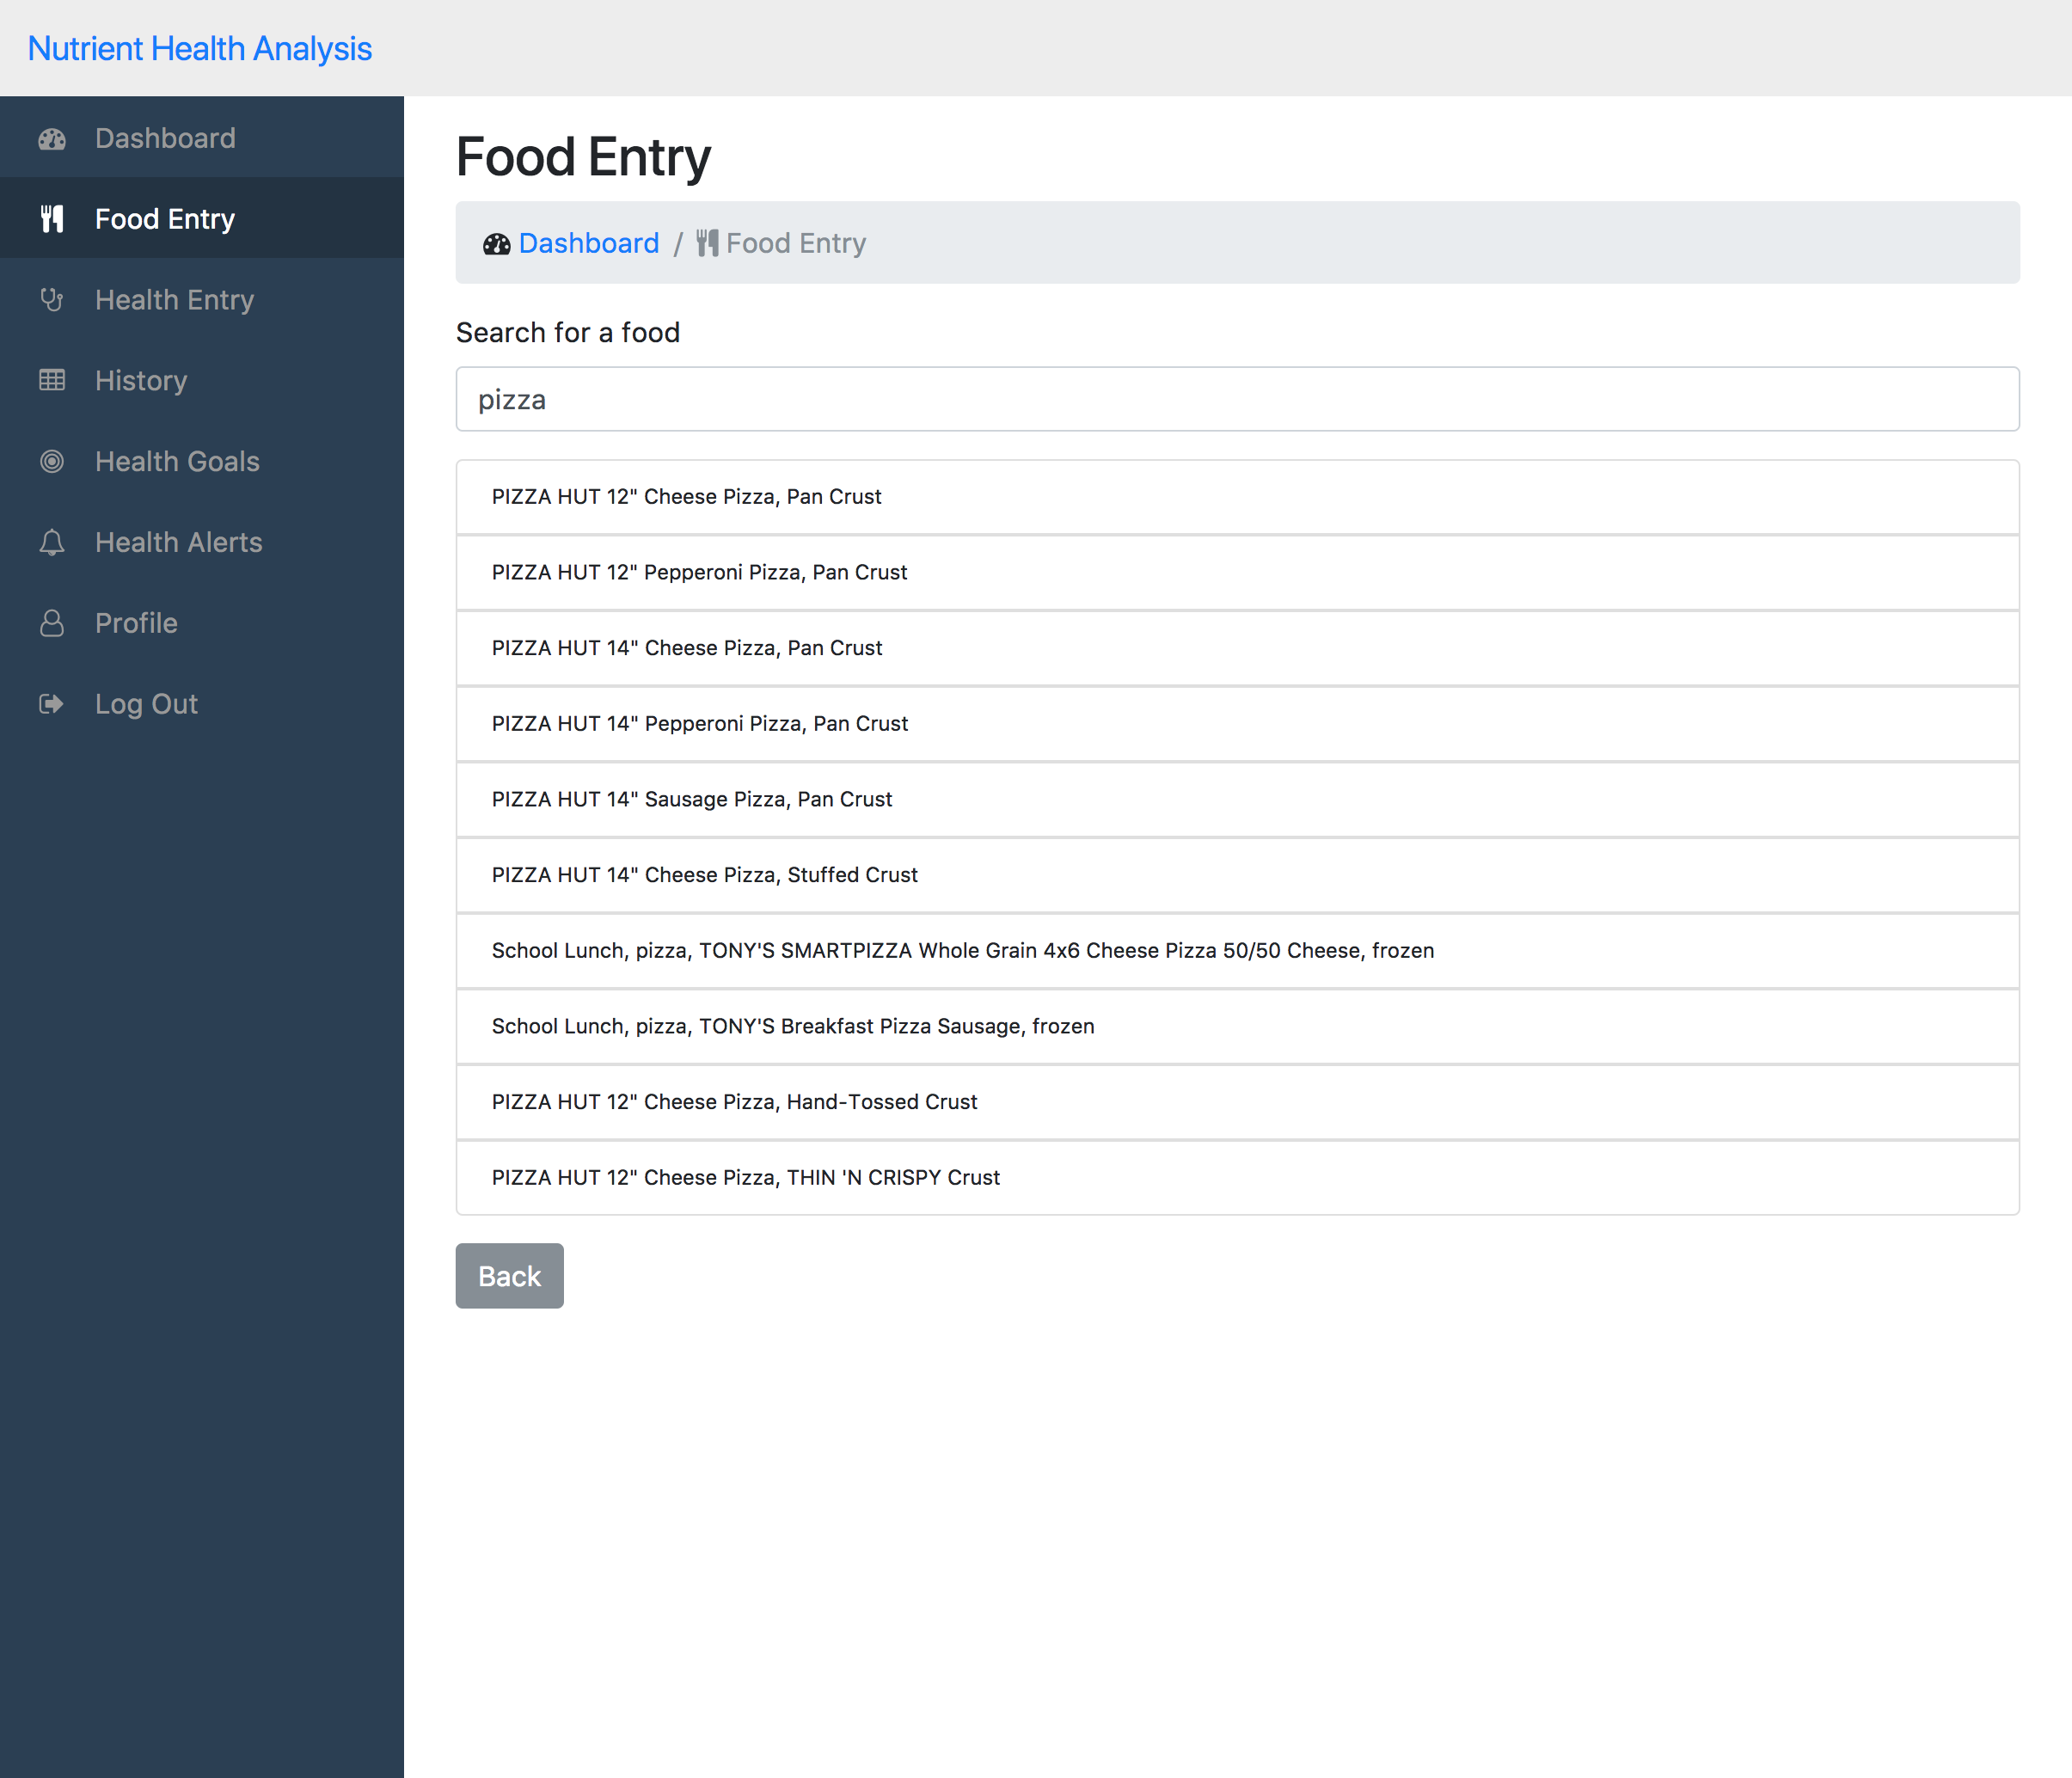 Nutrient Health Analysis
Dashboard
Food Entry
Health Entry
History
Health Goals
Health Alerts
Profile
Log Out
Food Entry
Dashboard / Food Entry
Search for a food
pizza
PIZZA HUT 12" Cheese Pizza, Pan Crust
PIZZA HUT 12" Pepperoni Pizza, Pan Crust
PIZZA HUT 14" Cheese Pizza, Pan Crust
PIZZA HUT 14" Pepperoni Pizza, Pan Crust
PIZZA HUT 14" Sausage Pizza, Pan Crust
PIZZA HUT 14" Cheese Pizza, Stuffed Crust
School Lunch, pizza, TONY'S SMARTPIZZA Whole Grain 4x6 Cheese Pizza 50/50 Cheese, frozen
School Lunch, pizza, TONY'S Breakfast Pizza Sausage, frozen
PIZZA HUT 12" Cheese Pizza, Hand-Tossed Crust
PIZZA HUT 12" Cheese Pizza, THIN 'N CRISPY Crust
Back